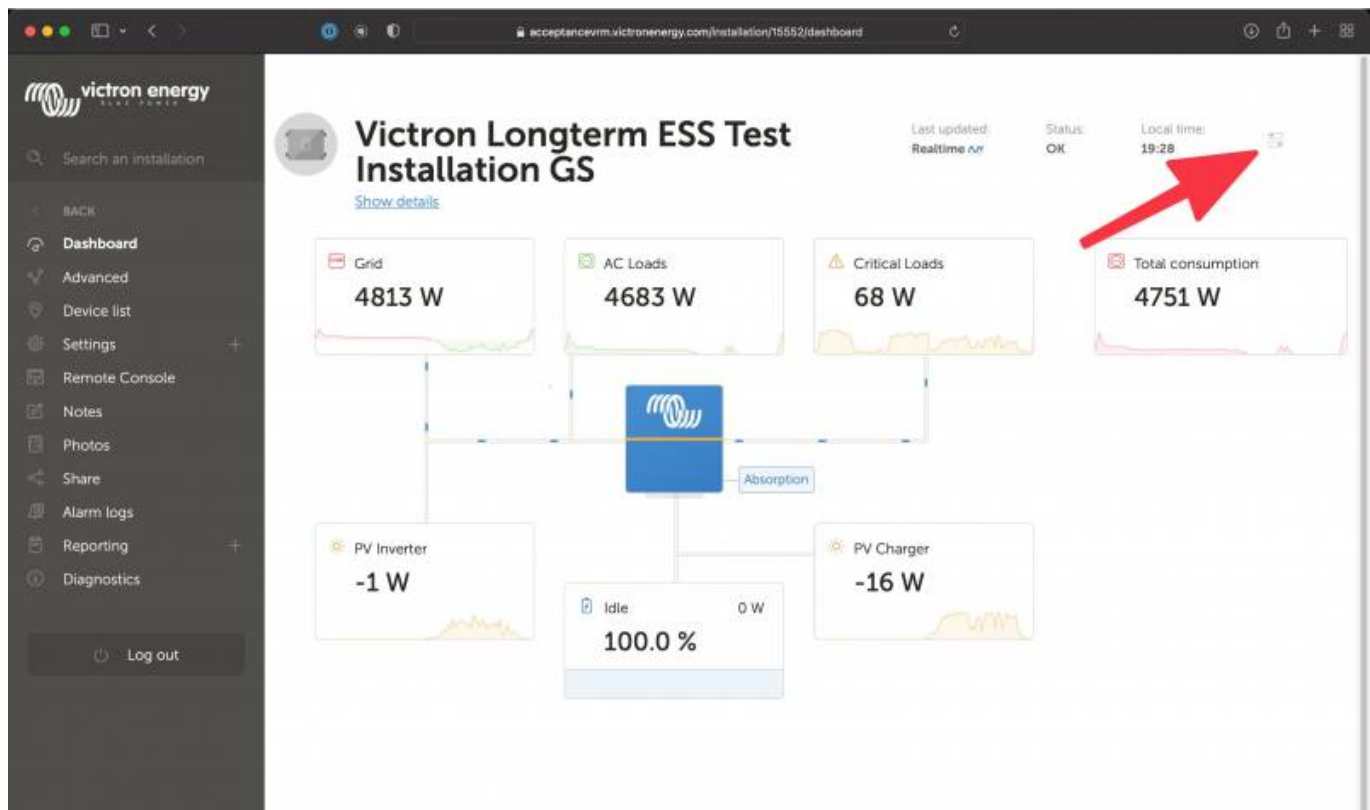 acceptancevrm.victronenergy.com/installation/15552/dashboard
victron energy
BLUE POWER
Search an installation
BACK
Dashboard
Advanced
Device list
Settings
Remote Console
Notes
Photos
Share
Alarm logs
Reporting
Diagnostics
Log out
Victron Longterm ESS Test
Installation GS
Show details
Last updated:
Realtime
Status:
OK
Local time:
19:28
Grid
4813 W
AC Loads
4683 W
Critical Loads
68 W
Total consumption
4751 W
Absorption
PV Inverter
-1 W
Idle 0 W
100.0 %
PV Charger
-16 W